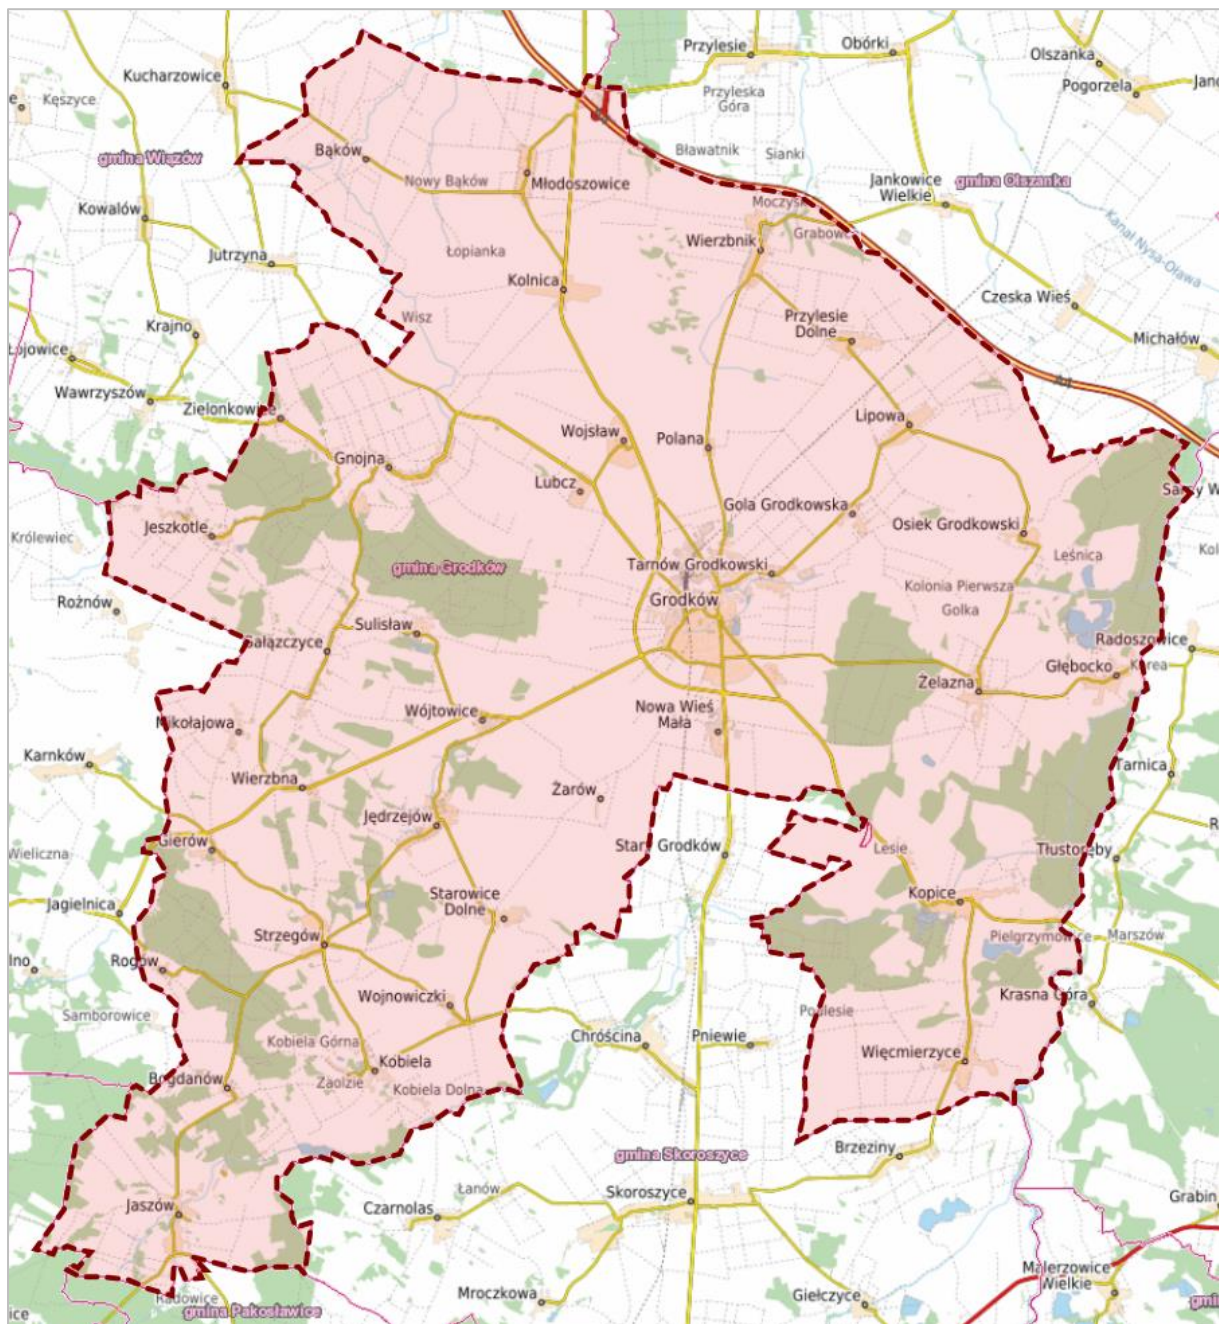 Przylesie
Obórki
Olszanka
Kucharzowice
Pogorzela
Kęszyce
Przyleska
Góra
Bąków
gmina Wiązów
Bławatnik
Sianki
Nowy Bąków
Młodoszowice
Jankowice
Wielkie
gmina Olszanka
Kowalów
Grabowc
Kanał Nysa-Oława
Wierzbnik
Jutrzyna
Łopianka
Kolnica
Czeska Wieś
Wisz
Przylesie
Dolne
Krajno
Michałów
Wawrzyszów
A4
Zielonkowice
Lipowa
Wojsław
Polana
Gnojna
Lubcz
Gola Grodkowska
Jeszkotle
Osiek Grodkowski
Królewiec
Leśnica
gmina Grodków
Tarnów Grodkowski
Kolonia Pierwsza
Rożnów
Grodków
Golka
Sulisław
Radoszowice
Sałązczyce
Głębocko
Korea
Żelazna
Wójtowice
Nowa Wieś
Mała
Mikołajowa
Karnków
Tarnica
Wierzbna
Żarów
Jędrzejów
Gierów
Stary Grodków
Lesie
Tłustoręby
Wieliczna
Kopice
Jagielnica
Starowice
Dolne
Strzegów
Pielgrzymowice
Marszów
Rogów
Wojnowiczki
Krasna Góra
Samborowice
Podlesie
Kobiela Górna
Chróścina
Pniewie
Więcmierzyce
Kobiela
Bogdanów
Zaolzie
Kobiela Dolna
gmina Skoroszyce
Brzeziny
Łanów
Skoroszyce
Jaszów
Czarnolas
Grabin
Malerzowice
Wielkie
Radowice
Mroczkowa
Giełczyce
gmina Pakosławice